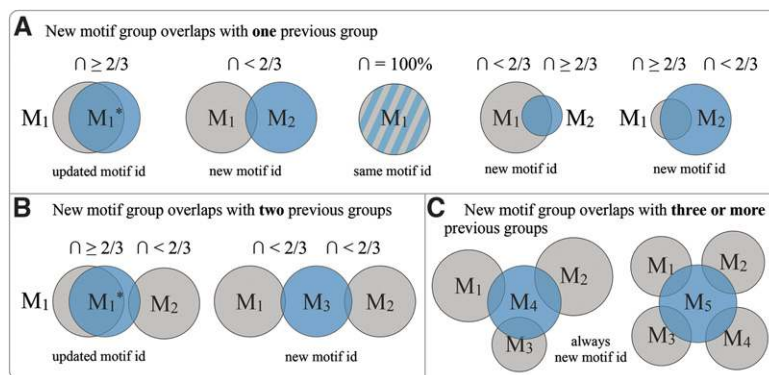 A New motif group overlaps with one previous group
∩ ≥ 2/3 ∩ < 2/3 ∩ = 100% ∩ < 2/3 ∩ ≥ 2/3 ∩ ≥ 2/3 ∩ < 2/3
M1 M1* M1 M2 M1 M1 M2 M1 M2
updated motif id new motif id same motif id new motif id new motif id
B New motif group overlaps with two previous groups
∩ ≥ 2/3 ∩ < 2/3 ∩ < 2/3 ∩ < 2/3
M1 M1* M2 M1 M3 M2
updated motif id new motif id
C New motif group overlaps with three or more
previous groups
M1 M2 M4 M3
M1 M2 M5 M3 M4
always
new motif id